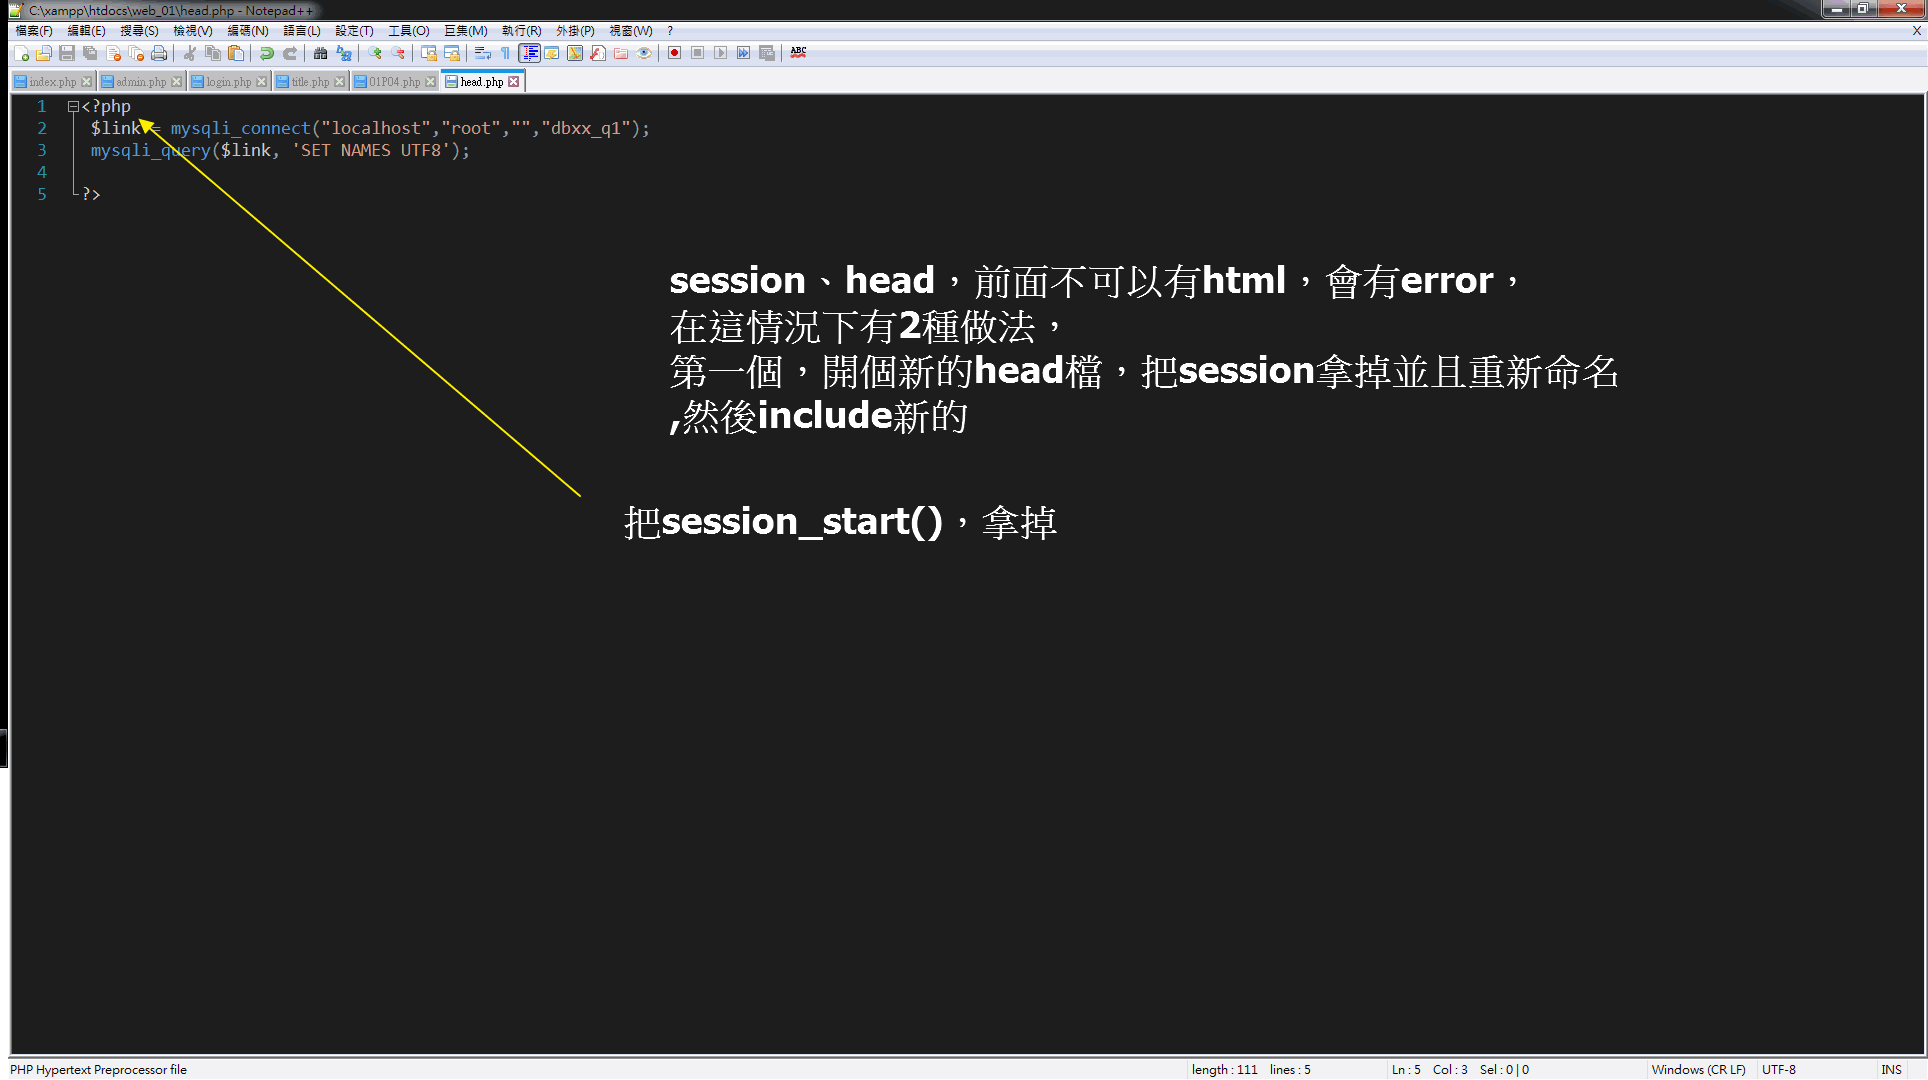 C:\xampp\htdocs\web_01\head.php - Notepad++
檔案(F) 編輯(E) 搜尋(S) 檢視(V) 編碼(N) 語言(L) 設定(T) 工具(O) 巨集(M) 執行(R) 外掛(P) 視窗(W) ? X
ABC
index.php admin.php login.php title.php 01P04.php head.php
1 <?php
2 $link = mysqli_connect("localhost","root","","dbxx_q1");
3 mysqli_query($link, 'SET NAMES UTF8');
4
5 ?>
session、head，前面不可以有html，會有error，
在這情況下有2種做法，
第一個，開個新的head檔，把session拿掉並且重新命名
,然後include新的
把session_start()，拿掉
PHP Hypertext Preprocessor file length : 111 lines : 5 Ln : 5 Col : 3 Sel : 0 | 0 Windows (CR LF) UTF-8 INS